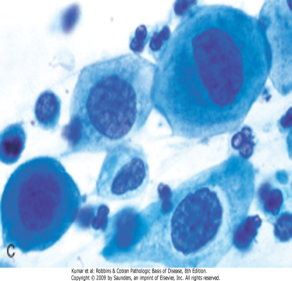 C
Kumar et al: Robbins & Cotran Pathologic Basis of Disease, 8th Edition.
Copyright © 2009 by Saunders, an imprint of Elsevier, Inc. All rights reserved.